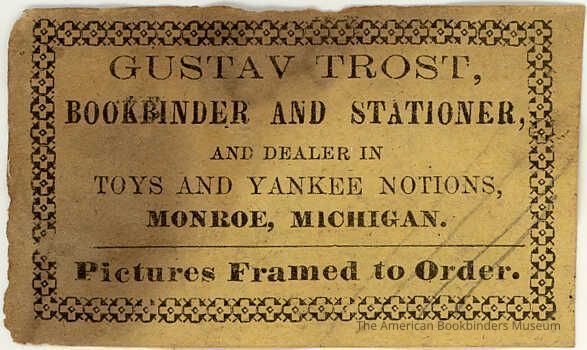 GUSTAV TROST,
BOOKBINDER AND STATIONER,
AND DEALER IN
TOYS AND YANKEE NOTIONS,
MONROE, MICHIGAN.
Pictures Framed to Order.
The American Bookbinders Museum